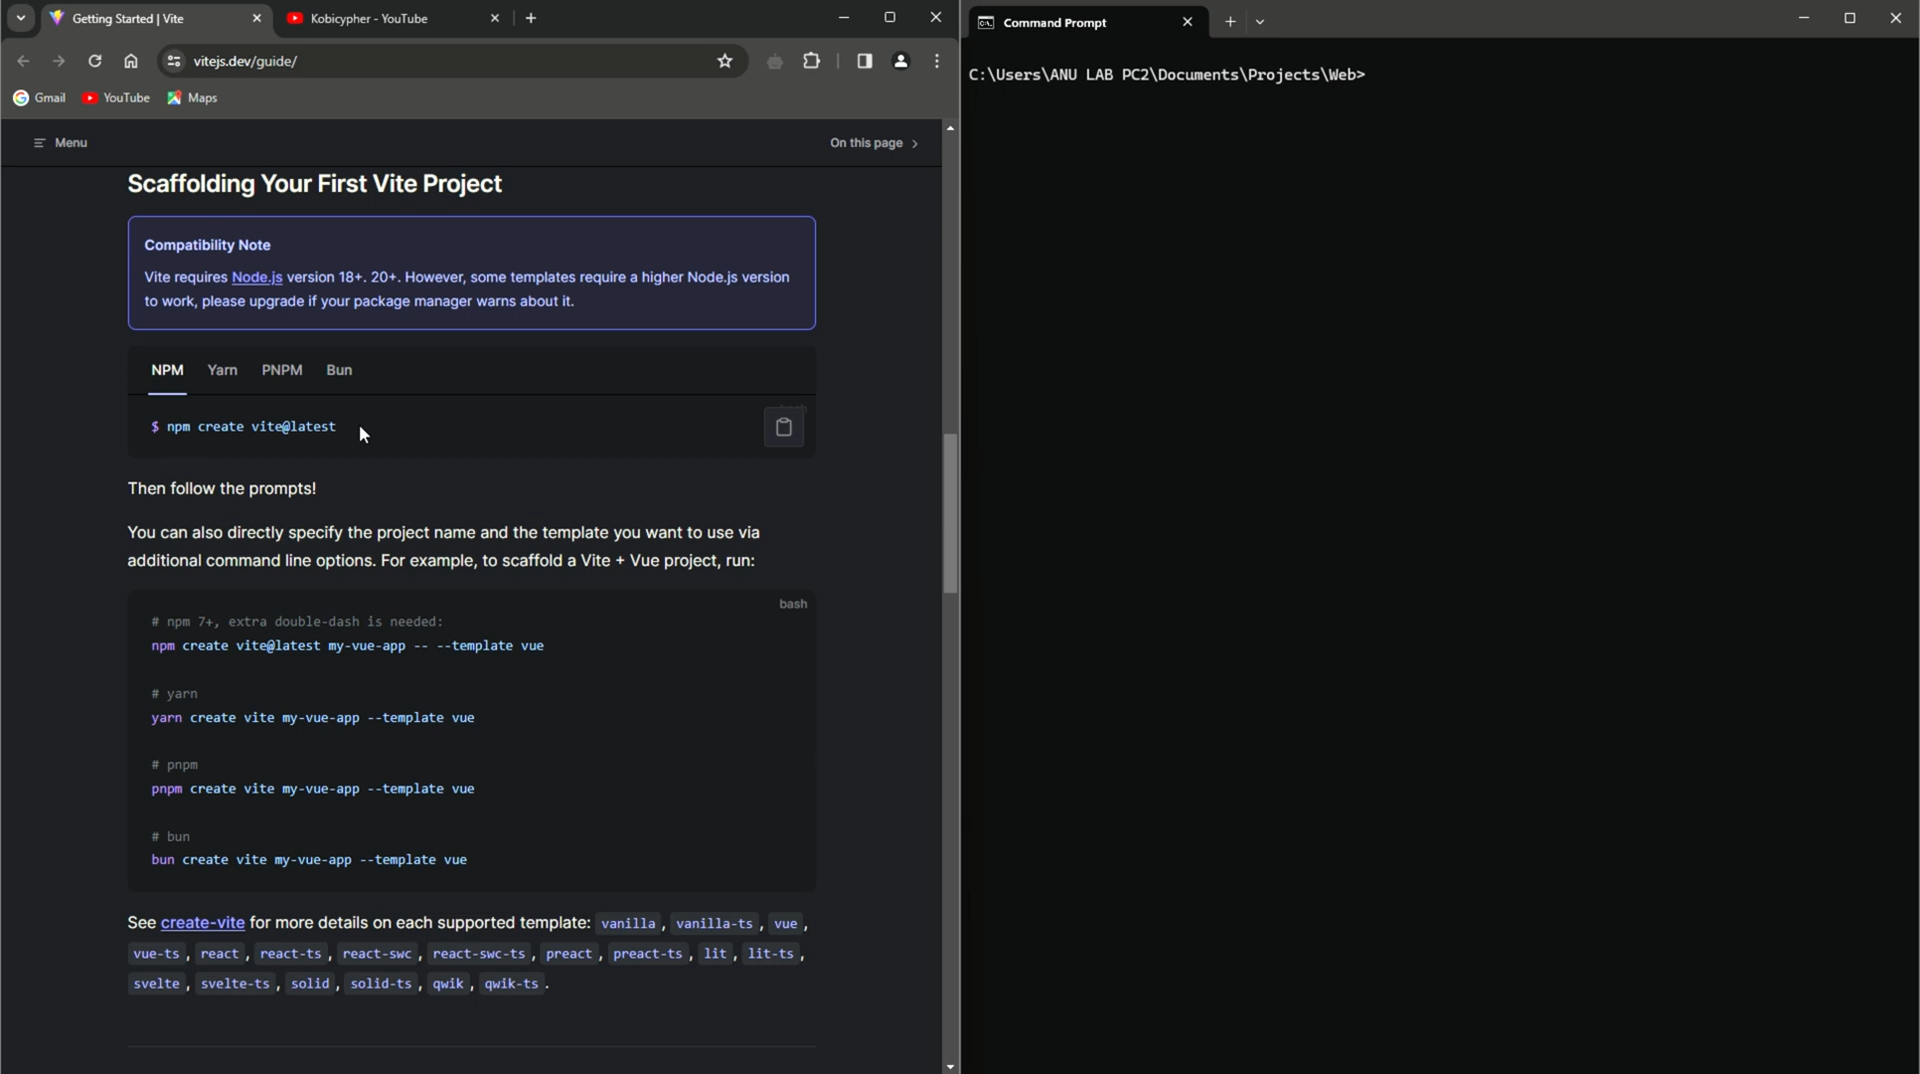 Getting Started | Vite
Kobicypher - YouTube
vitejs.dev/guide/
Gmail
YouTube
Maps
Menu
On this page
Scaffolding Your First Vite Project
Compatibility Note
Vite requires Node.js version 18+. 20+. However, some templates require a higher Node.js version
to work, please upgrade if your package manager warns about it.
NPM Yarn PNPM Bun
$ npm create vite@latest
Then follow the prompts!
You can also directly specify the project name and the template you want to use via
additional command line options. For example, to scaffold a Vite + Vue project, run:
bash
# npm 7+, extra double-dash is needed:
npm create vite@latest my-vue-app -- --template vue
# yarn
yarn create vite my-vue-app --template vue
# pnpm
pnpm create vite my-vue-app --template vue
# bun
bun create vite my-vue-app --template vue
See create-vite for more details on each supported template: vanilla, vanilla-ts, vue,
vue-ts, react, react-ts, react-swc, react-swc-ts, preact, preact-ts, lit, lit-ts,
svelte, svelte-ts, solid, solid-ts, qwik, qwik-ts.
Command Prompt
C:\Users\ANU LAB PC2\Documents\Projects\Web>